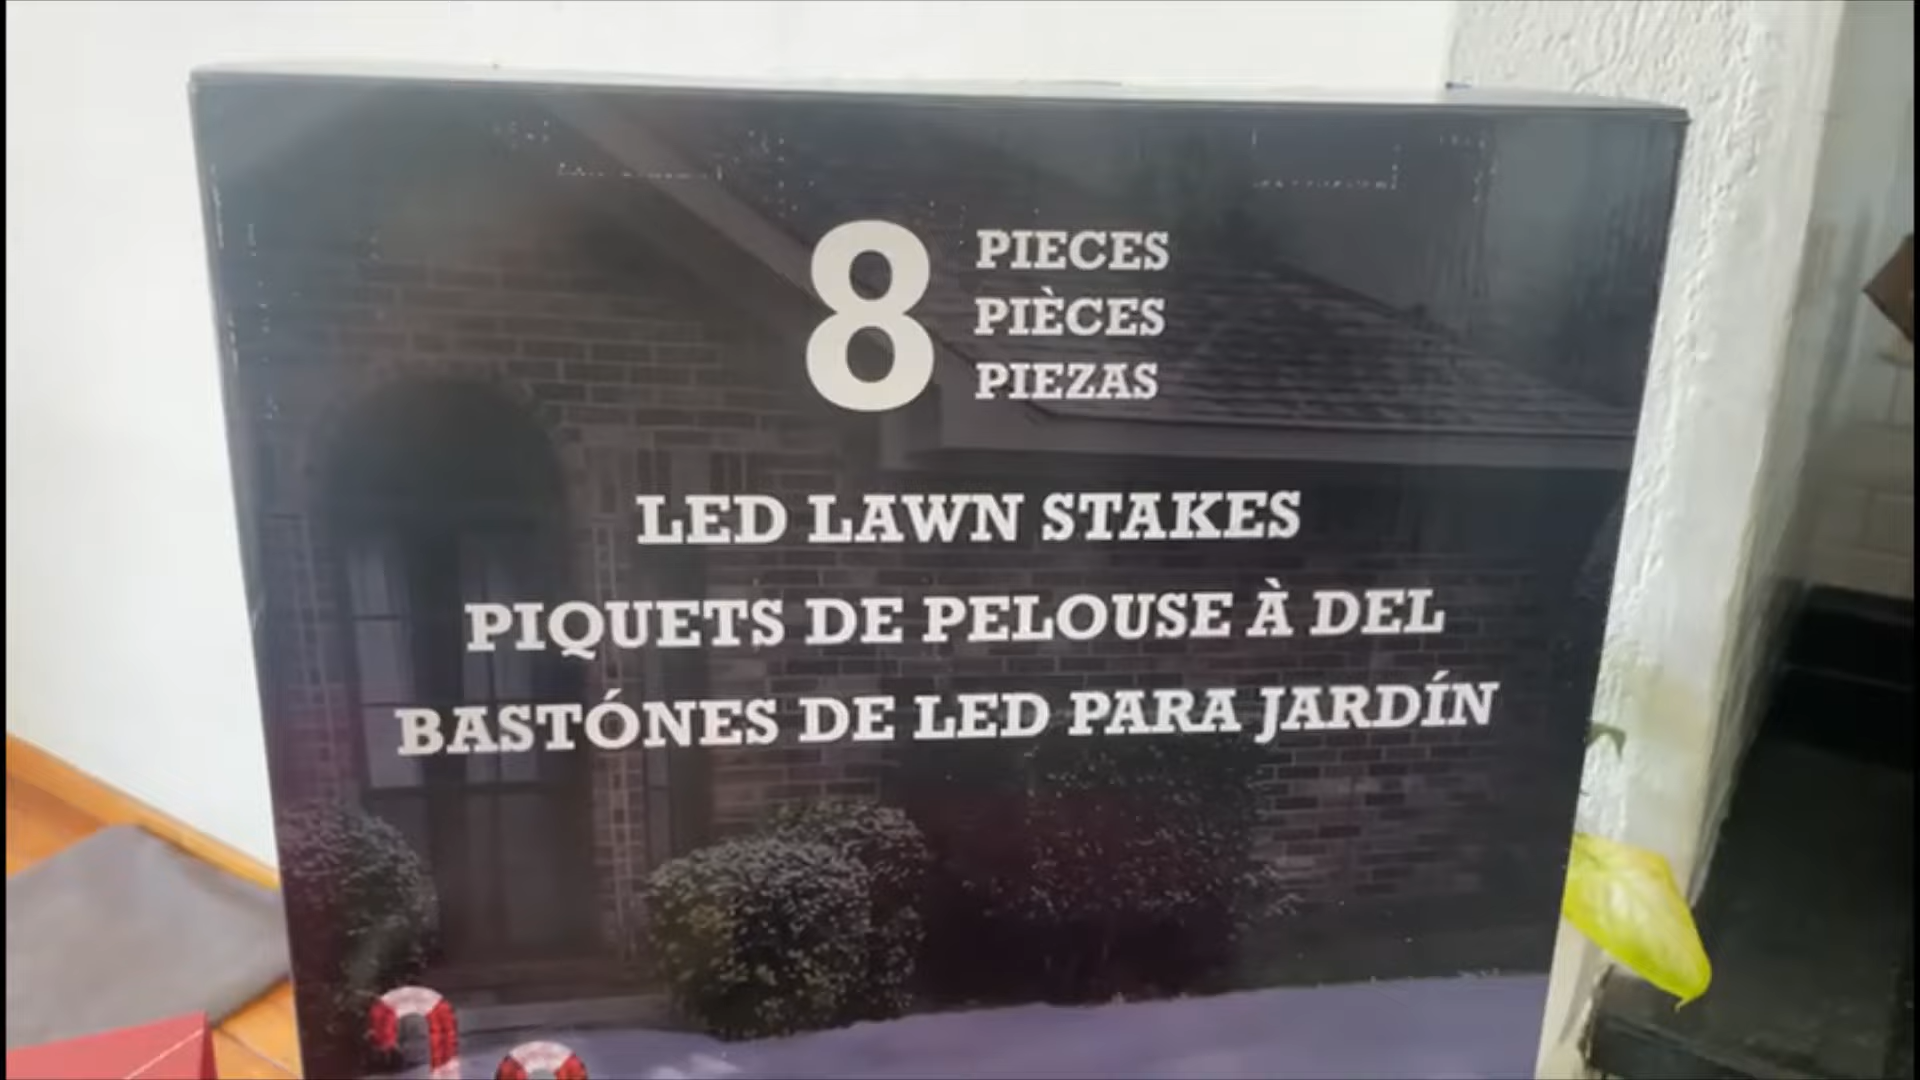 8 PIECES
PIÈCES
PIEZAS
LED LAWN STAKES
PIQUETS DE PELOUSE À DEL
BASTÓNES DE LED PARA JARDÍN